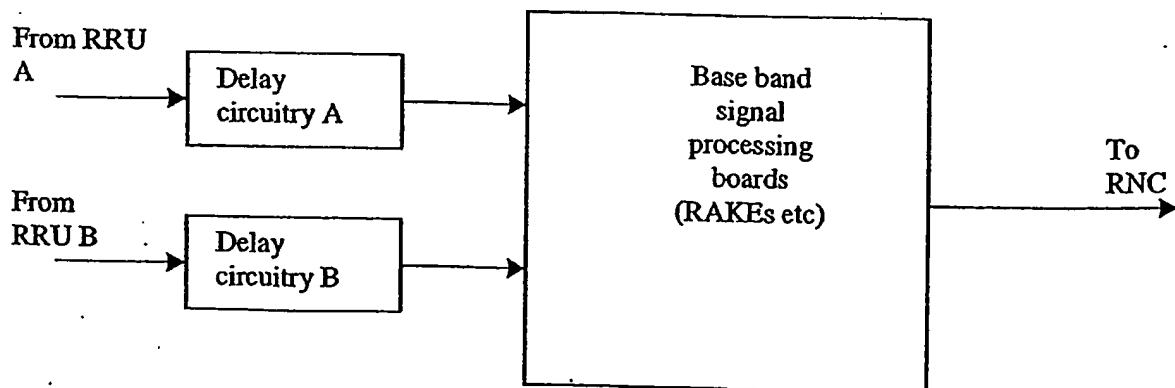 From RRU
A
Delay
circuitry A
From
RRU B
Delay
circuitry B
Base band
signal
processing
boards
(RAKEs etc)
To
RNC